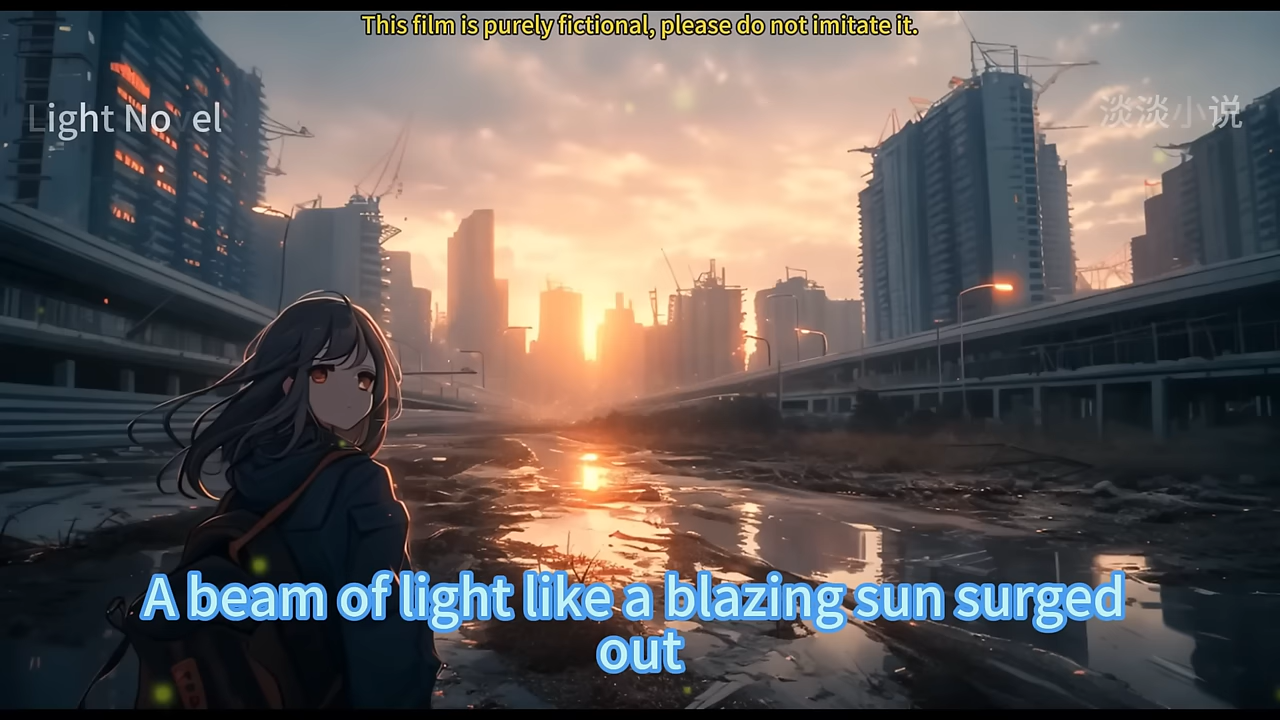 This film is purely fictional, please do not imitate it.
Light No el
淡淡小说
A beam of light like a blazing sun surged
out